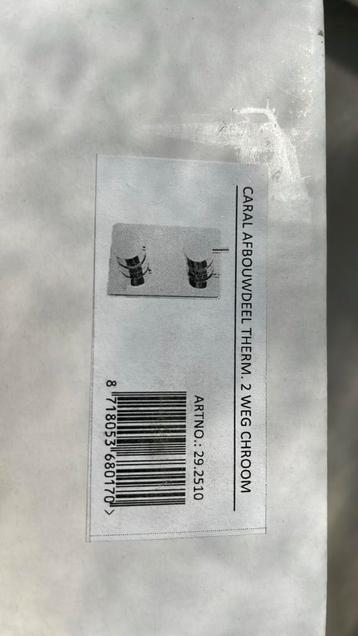 CARAL AFBOUWDEEL THERM. 2 WEG CHROOM
ARTNO.: 29.2510
8 718053 680170 >